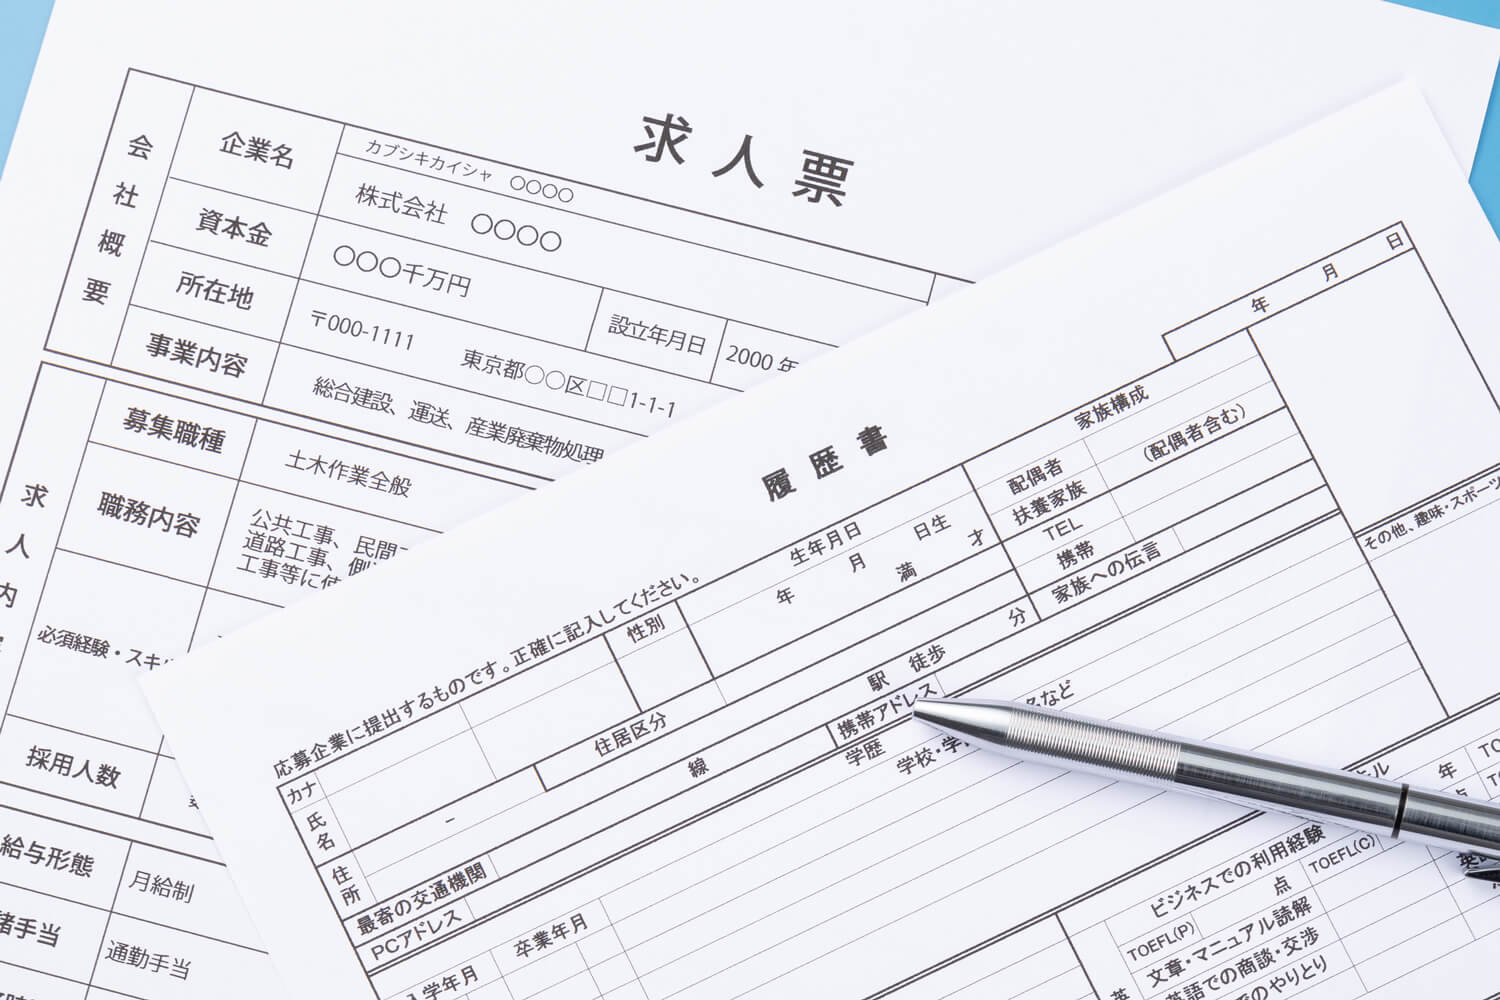 求人票
会社概要
企業名
カブシキカイシャ ○○○○
株式会社 ○○○○
資本金
○○○千万円
設立年月日
2000 年
所在地
〒000-1111 東京都○○区□□1-1-1
事業内容
総合建設、運送、産業廃棄物処理
求人内
募集職種
土木作業全般
職務内容
公共工事、民間
道路工事、側
工事等に
必須経験・スキル
採用人数
給与形態
月給制
諸手当
通勤手当
履歴書
年 月 日
応募企業に提出するものです。正確に記入してください。
カナ
氏名
性別
生年月日
年 月 日生
満 才
家族構成
配偶者
(配偶者含む)
扶養家族
TEL
携帯
家族への伝言
住所
−
住居区分
最寄の交通機関
線 駅 徒歩 分
PCアドレス
携帯アドレス
学歴
入学年月
卒業年月
学校・学
名など
その他、趣味・スポーツ
ル
年
点
ビジネスでの利用経験
TOEFL(P)
点
TOEFL(C)
文章・マニュアル読解
英語での商談・交渉
でのやりとり
英